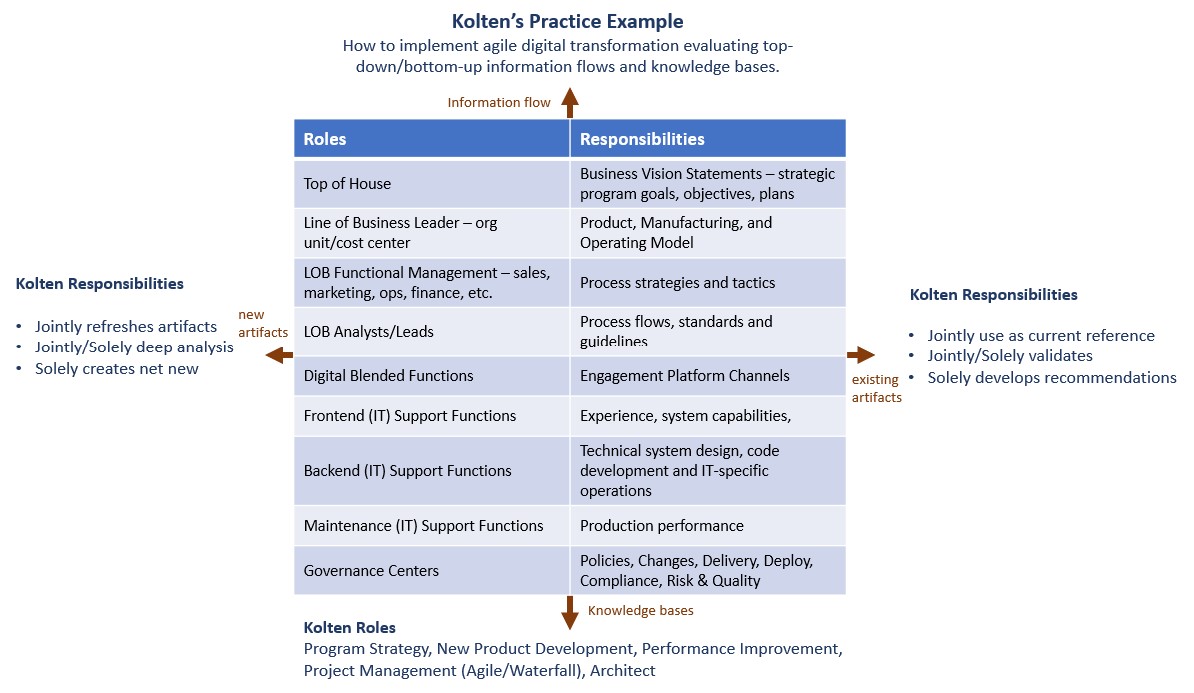 Kolten's Practice Example
How to implement agile digital transformation evaluating top-
down/bottom-up information flows and knowledge bases.
Information flow
Roles
Responsibilities
Top of House
Business Vision Statements – strategic
program goals, objectives, plans
Line of Business Leader – org
unit/cost center
Product, Manufacturing, and
Operating Model
LOB Functional Management – sales,
marketing, ops, finance, etc.
Process strategies and tactics
LOB Analysts/Leads
Process flows, standards and
guidelines
Digital Blended Functions
Engagement Platform Channels
Frontend (IT) Support Functions
Experience, system capabilities,
Backend (IT) Support Functions
Technical system design, code
development and IT-specific
operations
Maintenance (IT) Support Functions
Production performance
Governance Centers
Policies, Changes, Delivery, Deploy,
Compliance, Risk & Quality
Kolten Responsibilities
• Jointly refreshes artifacts
• Jointly/Solely deep analysis
• Solely creates net new
new
artifacts
Kolten Responsibilities
• Jointly use as current reference
• Jointly/Solely validates
• Solely develops recommendations
existing
artifacts
Knowledge bases
Kolten Roles
Program Strategy, New Product Development, Performance Improvement,
Project Management (Agile/Waterfall), Architect